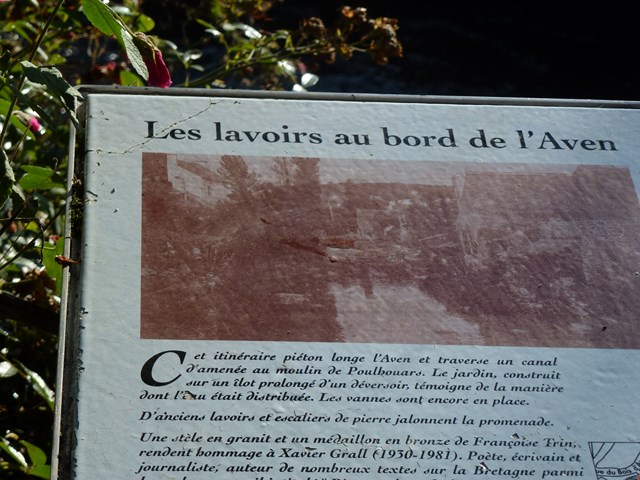 Les lavoirs au bord de l'Aven
Cet itinéraire piéton longe l'Aven et traverse un canal
d'amenée au moulin de Poulhouars. Le jardin, construit
sur un îlot prolongé d'un déversoir, témoigne de la manière
dont l'eau était distribuée. Les vannes sont encore en place.
D'anciens lavoirs et escaliers de pierre jalonnent la promenade.
Une stèle en granit et un médaillon en bronze de Françoise Trin,
rendent hommage à Xavier Grall (1930-1981). Poète, écrivain et
journaliste, auteur de nombreux textes sur la Bretagne parmi
ve du Bois